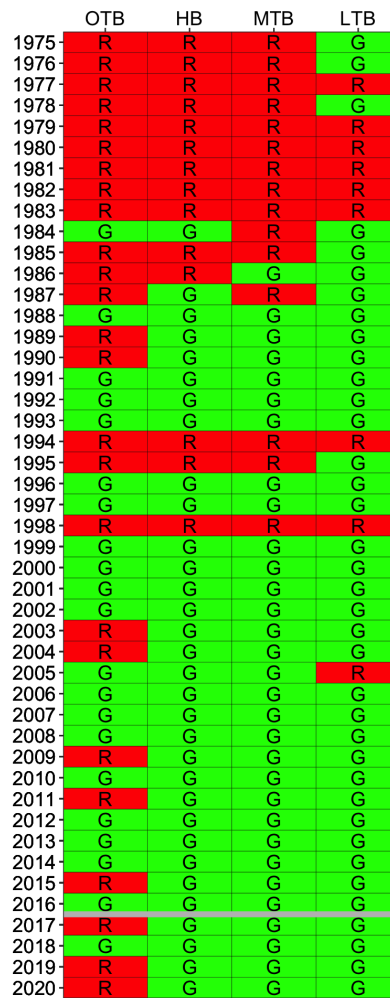 OTB HB MTB LTB
1975 R R R G
1976 R R R G
1977 R R R R
1978 R R R G
1979 R R R R
1980 R R R R
1981 R R R R
1982 R R R R
1983 R R R R
1984 G G R G
1985 R R R G
1986 R R G G
1987 R G R G
1988 G G G G
1989 R G G G
1990 R G G G
1991 G G G G
1992 G G G G
1993 G G G G
1994 R R R R
1995 R R R G
1996 G G G G
1997 G G G G
1998 R R R R
1999 G G G G
2000 G G G G
2001 G G G G
2002 G G G G
2003 R G G G
2004 R G G G
2005 G G G R
2006 G G G G
2007 G G G G
2008 G G G G
2009 R G G G
2010 G G G G
2011 R G G G
2012 G G G G
2013 G G G G
2014 G G G G
2015 R G G G
2016 G G G G
2017 R G G G
2018 G G G G
2019 R G G G
2020 R G G G